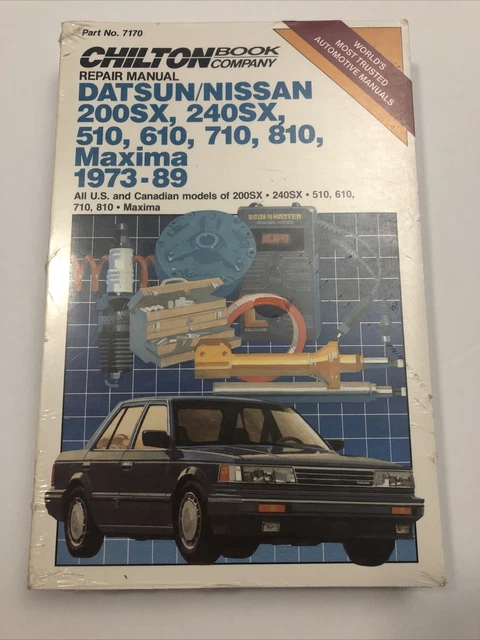 Part No. 7170
CHILTON BOOK COMPANY
REPAIR MANUAL
WORLD'S
MOST TRUSTED
AUTOMOTIVE MANUALS
DATSUN/NISSAN
200SX, 240SX,
510, 610, 710, 810,
Maxima
1973-89
All U.S. and Canadian models of 200SX • 240SX • 510, 610,
710, 810 • Maxima